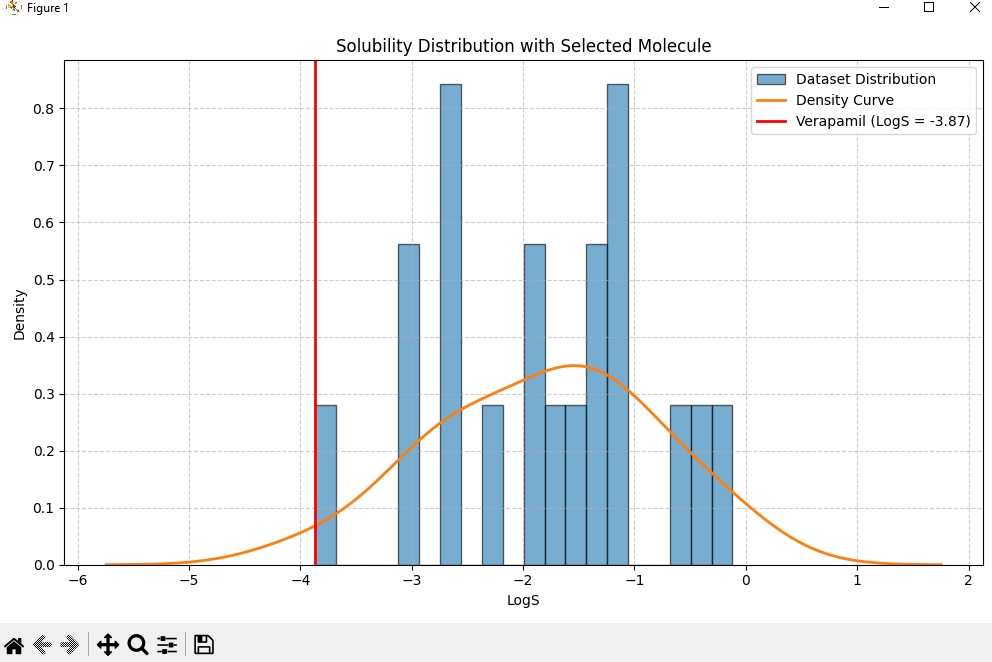 Figure 1
Solubility Distribution with Selected Molecule
Dataset Distribution
Density Curve
Verapamil (LogS = -3.87)
Density
0.8
0.7
0.6
0.5
0.4
0.3
0.2
0.1
0.0
−6 −5 −4 −3 −2 −1 0 1 2
LogS